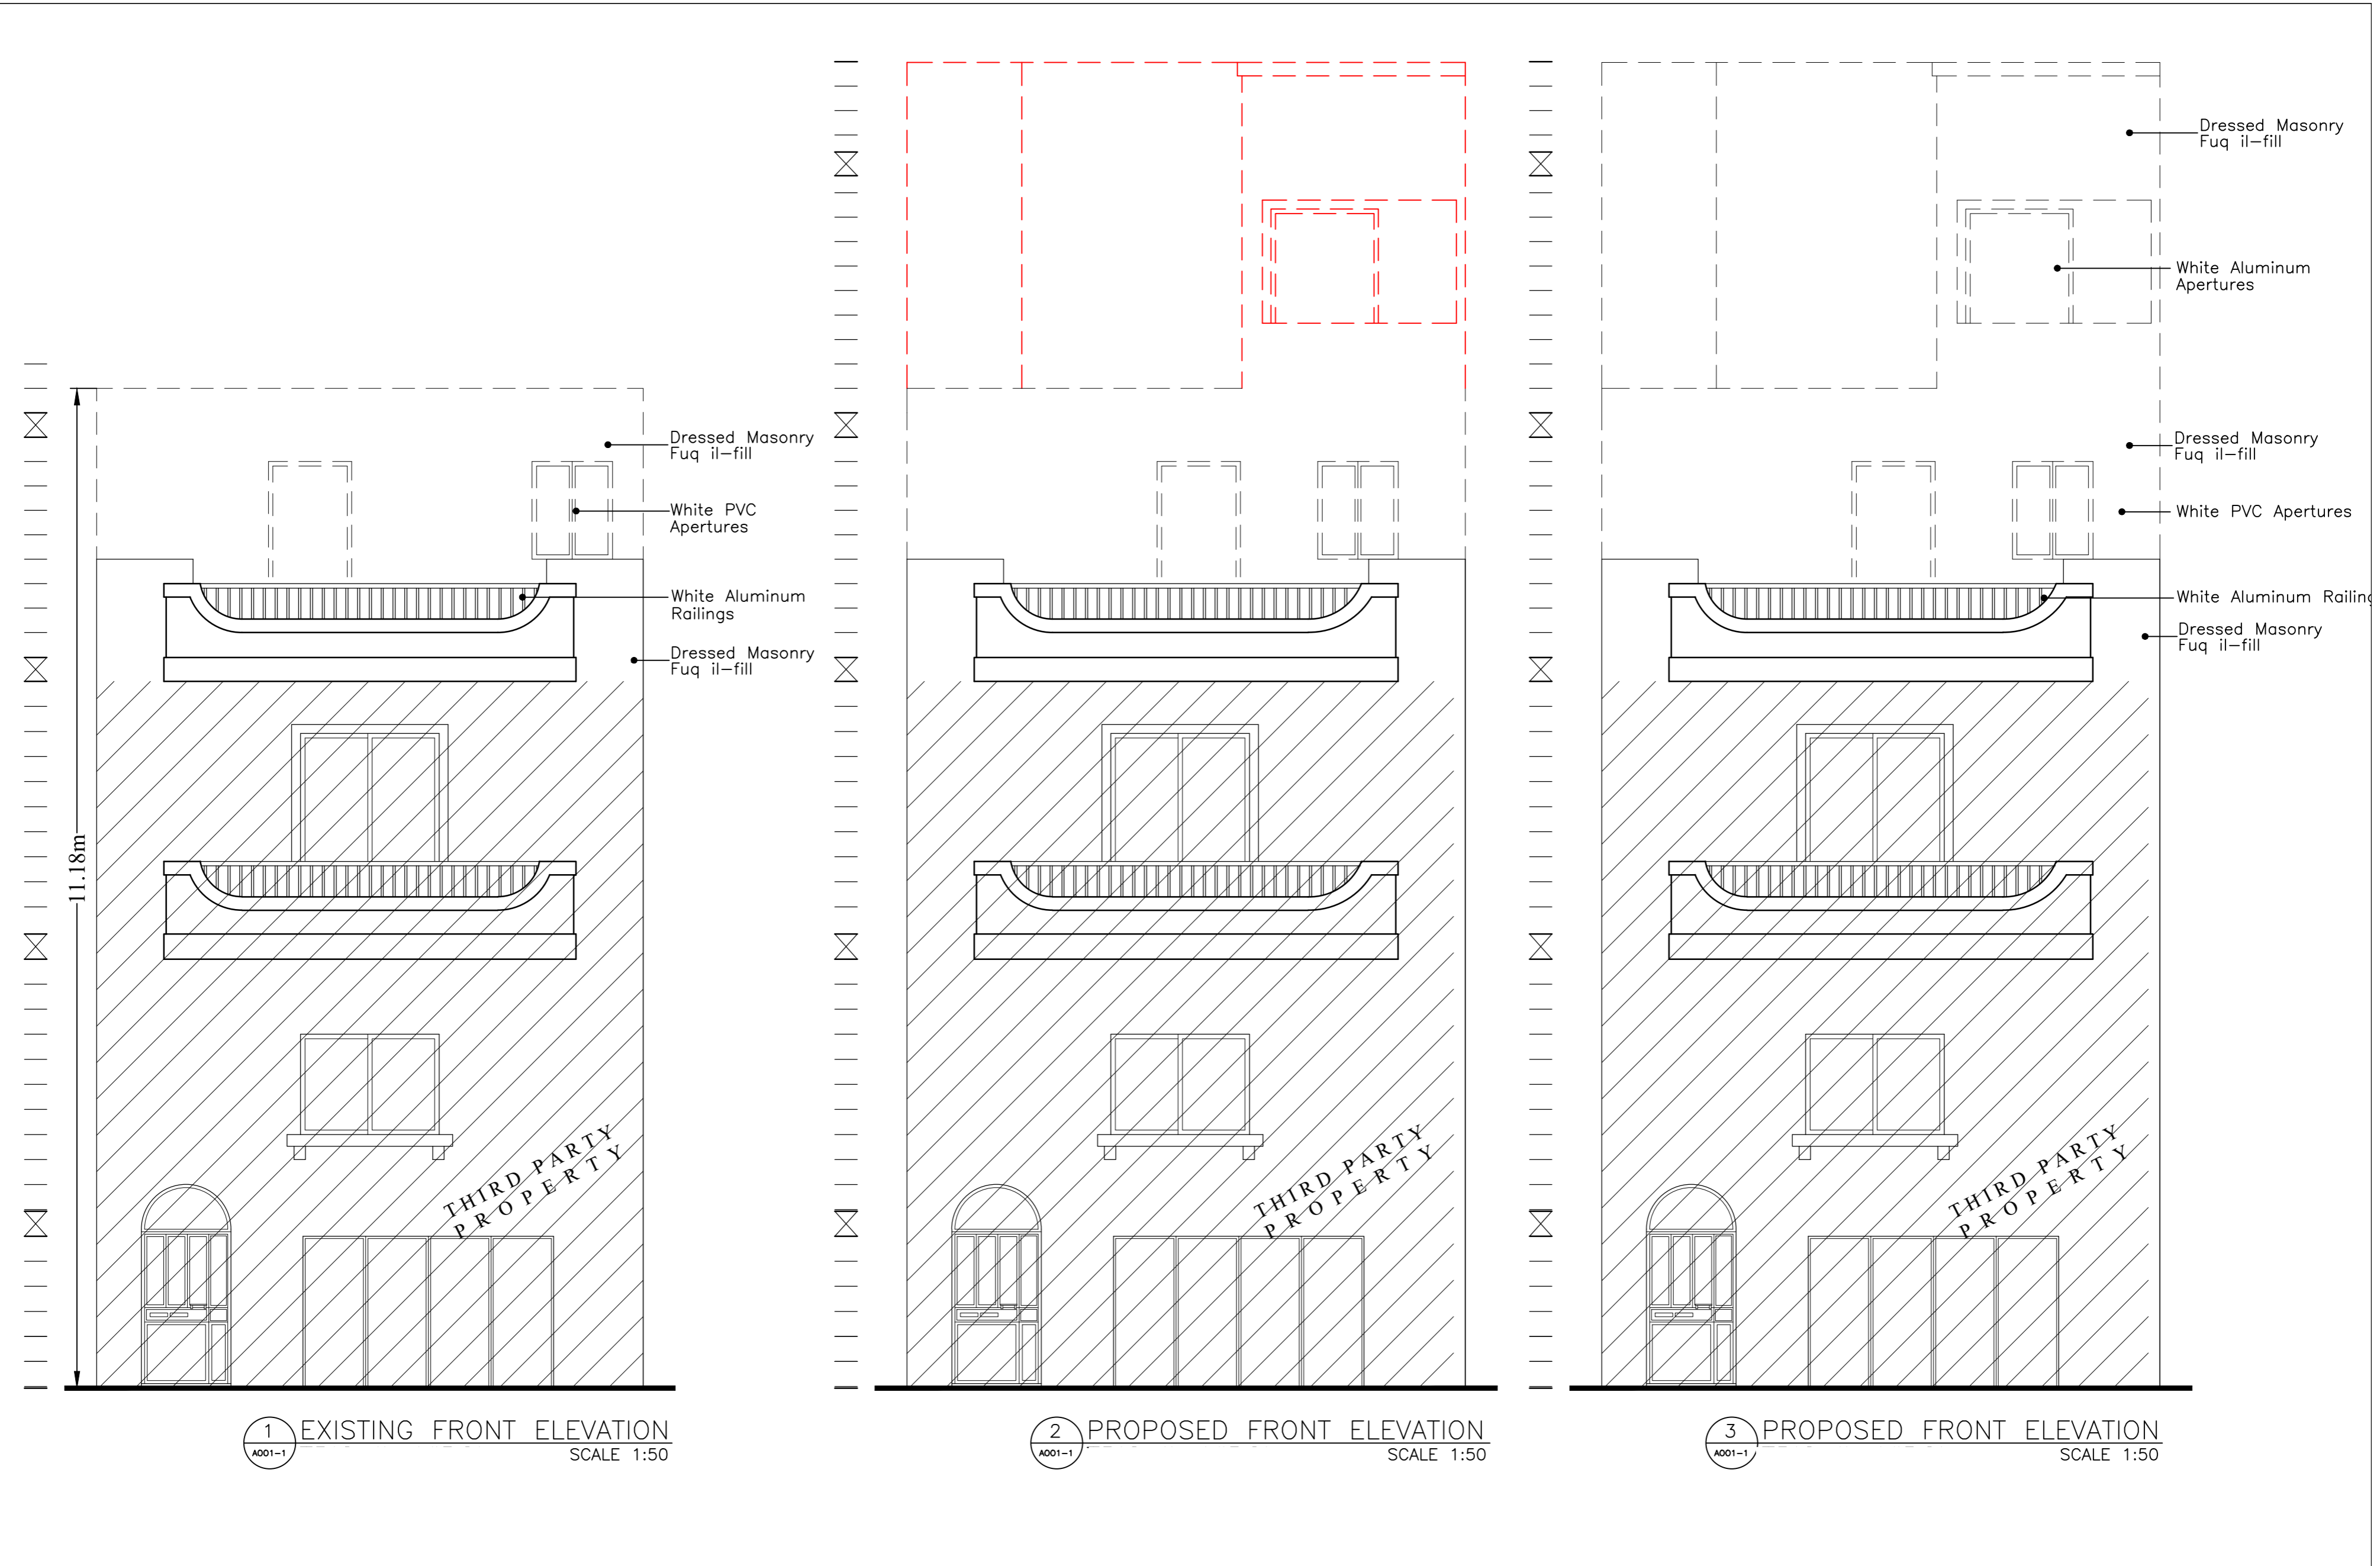 Dressed Masonry
Fuq il-fill
White PVC
Apertures
White Aluminum
Railings
Dressed Masonry
Fuq il-fill
11.18m
THIRD PARTY
PROPERTY
1
A001-1
EXISTING FRONT ELEVATION
SCALE 1:50
THIRD PARTY
PROPERTY
2
A001-1
PROPOSED FRONT ELEVATION
SCALE 1:50
Dressed Masonry
Fuq il-fill
White Aluminum
Apertures
Dressed Masonry
Fuq il-fill
White PVC Apertures
White Aluminum Railing
Dressed Masonry
Fuq il-fill
THIRD PARTY
PROPERTY
3
A001-1
PROPOSED FRONT ELEVATION
SCALE 1:50